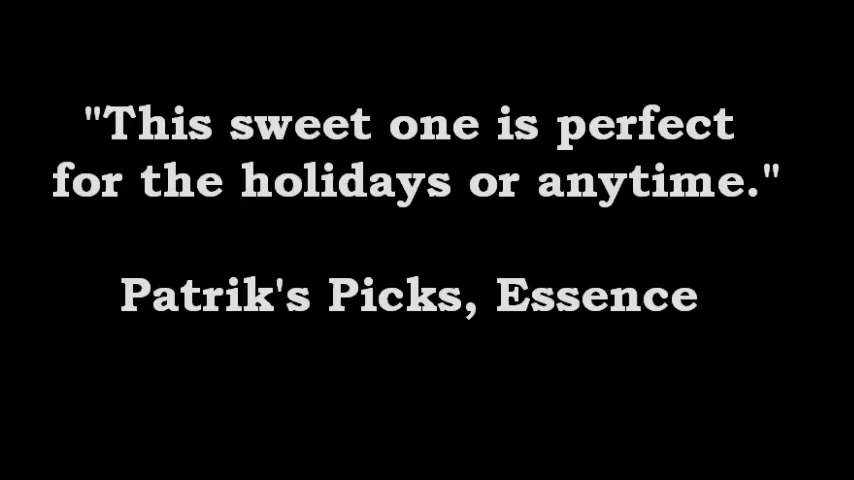 "This sweet one is perfect
for the holidays or anytime."
Patrik's Picks, Essence